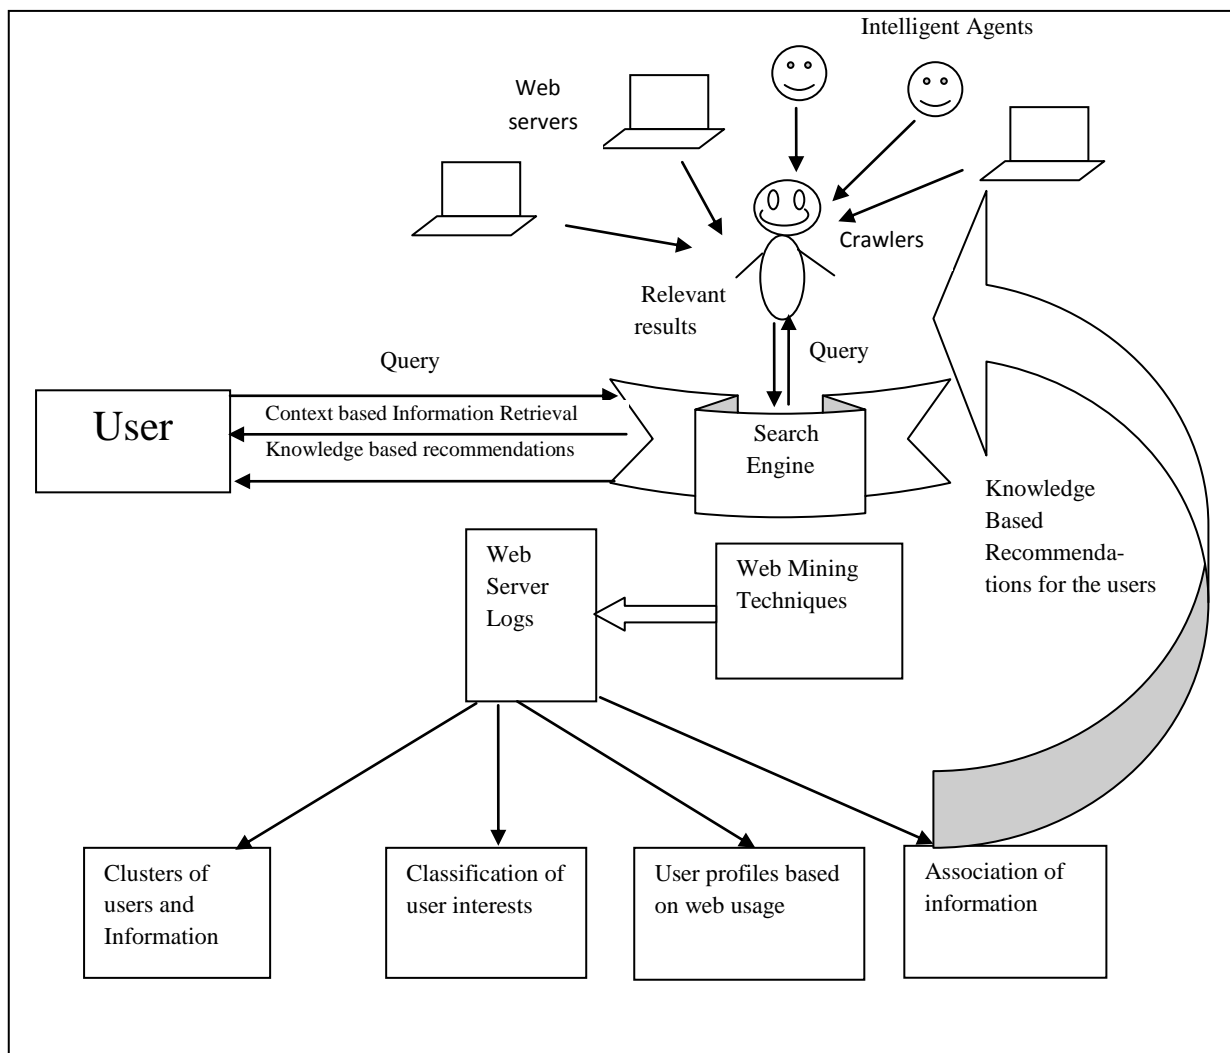 Intelligent Agents
Web
servers
Crawlers
Relevant
results
Query
Query
User
Context based Information Retrieval
Knowledge based recommendations
Search
Engine
Knowledge
Based
Recommenda-
tions for the users
Web
Server
Logs
Web Mining
Techniques
Clusters of
users and
Information
Classification of
user interests
User profiles based
on web usage
Association of
information